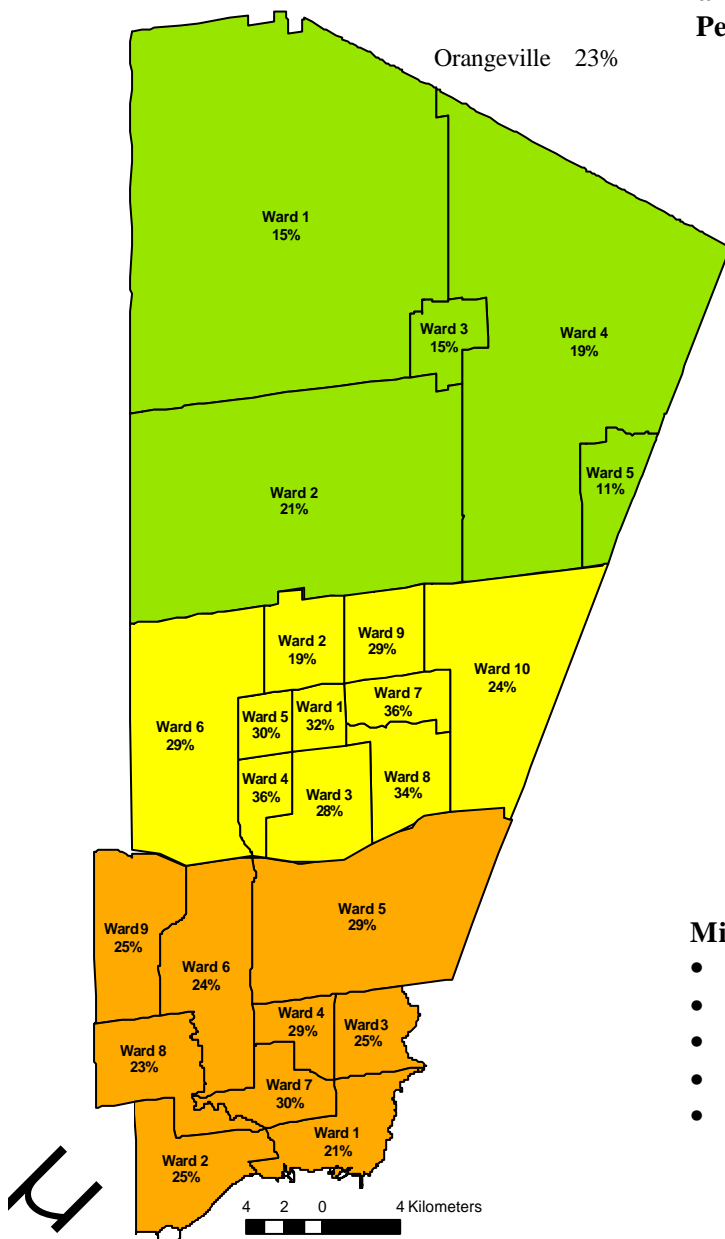 Pe
Orangeville 23%
Ward 1
15%
Ward 3
15%
Ward 4
19%
Ward 2
21%
Ward 5
11%
Ward 2
19%
Ward 9
29%
Ward 10
24%
Ward 6
29%
Ward 5
30%
Ward 1
32%
Ward 7
36%
Ward 4
36%
Ward 3
28%
Ward 8
34%
Ward 5
29%
Ward 9
25%
Ward 6
24%
Mi
•
•
•
•
•
Ward 4
29%
Ward 3
25%
Ward 8
23%
Ward 7
30%
Ward 1
21%
Ward 2
25%
4 2 0 4 Kilometers